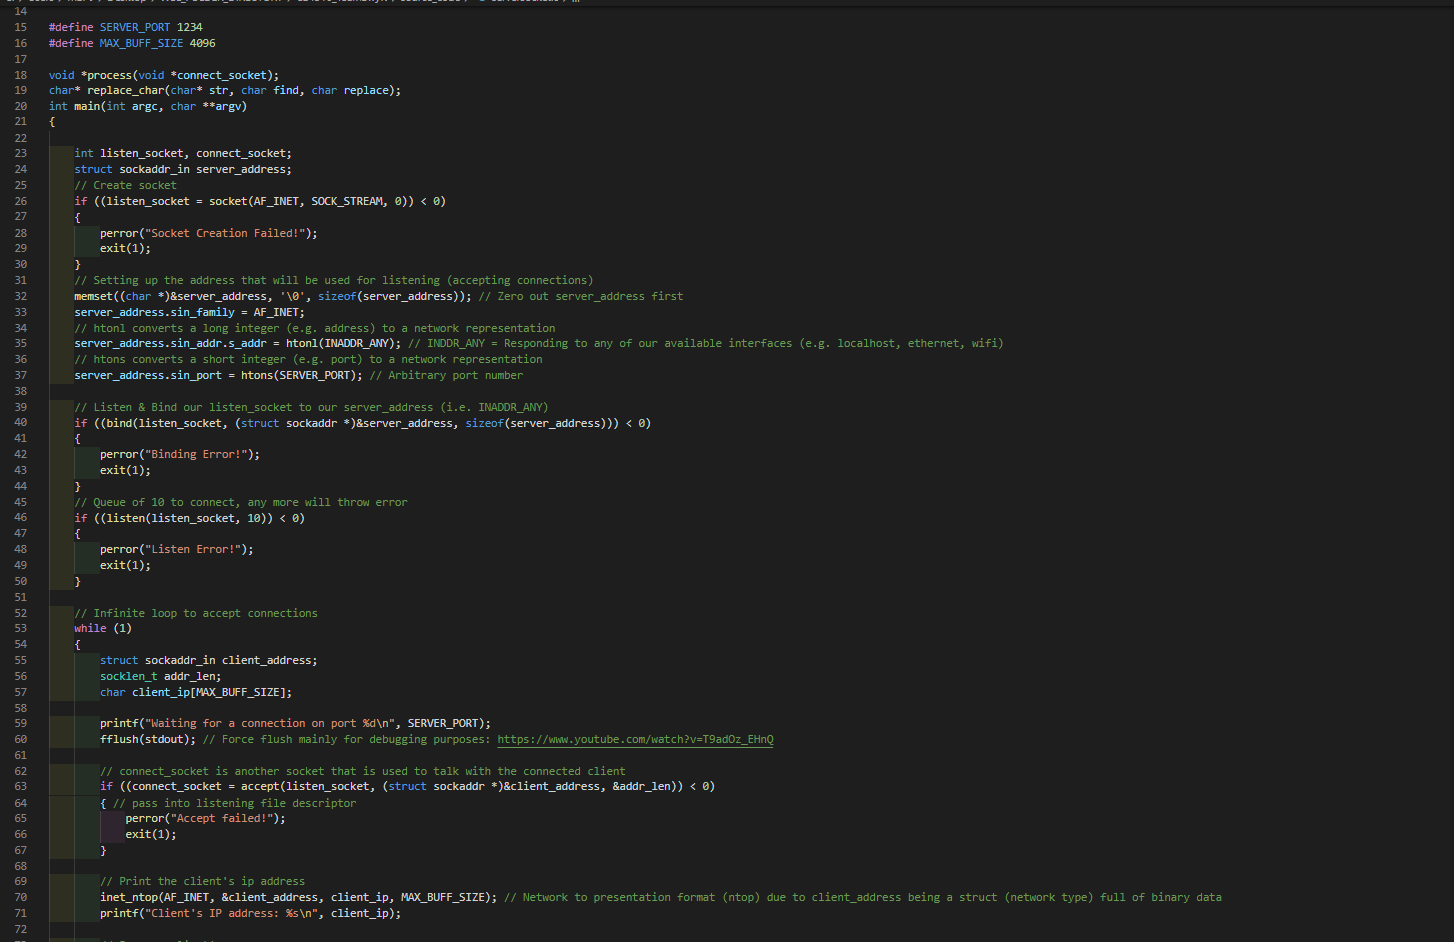 14
15 #define SERVER_PORT 1234
16 #define MAX_BUFF_SIZE 4096
17
18 void *process(void *connect_socket);
19 char* replace_char(char* str, char find, char replace);
20 int main(int argc, char **argv)
21 {
22
23 int listen_socket, connect_socket;
24 struct sockaddr_in server_address;
25 // Create socket
26 if ((listen_socket = socket(AF_INET, SOCK_STREAM, 0)) < 0)
27 {
28 perror("Socket Creation Failed!");
29 exit(1);
30 }
31 // Setting up the address that will be used for listening (accepting connections)
32 memset((char *)&server_address, '\0', sizeof(server_address)); // Zero out server_address first
33 server_address.sin_family = AF_INET;
34 // htonl converts a long integer (e.g. address) to a network representation
35 server_address.sin_addr.s_addr = htonl(INADDR_ANY); // INDDR_ANY = Responding to any of our available interfaces (e.g. localhost, ethernet, wifi)
36 // htons converts a short integer (e.g. port) to a network representation
37 server_address.sin_port = htons(SERVER_PORT); // Arbitrary port number
38
39 // Listen & Bind our listen_socket to our server_address (i.e. INADDR_ANY)
40 if ((bind(listen_socket, (struct sockaddr *)&server_address, sizeof(server_address))) < 0)
41 {
42 perror("Binding Error!");
43 exit(1);
44 }
45 // Queue of 10 to connect, any more will throw error
46 if ((listen(listen_socket, 10)) < 0)
47 {
48 perror("Listen Error!");
49 exit(1);
50 }
51
52 // Infinite loop to accept connections
53 while (1)
54 {
55 struct sockaddr_in client_address;
56 socklen_t addr_len;
57 char client_ip[MAX_BUFF_SIZE];
58
59 printf("Waiting for a connection on port %d\n", SERVER_PORT);
60 fflush(stdout); // Force flush mainly for debugging purposes: https://www.youtube.com/watch?v=T9adOz_EHnQ
61
62 // connect_socket is another socket that is used to talk with the connected client
63 if ((connect_socket = accept(listen_socket, (struct sockaddr *)&client_address, &addr_len)) < 0)
64 { // pass into listening file descriptor
65 perror("Accept failed!");
66 exit(1);
67 }
68
69 // Print the client's ip address
70 inet_ntop(AF_INET, &client_address, client_ip, MAX_BUFF_SIZE); // Network to presentation format (ntop) due to client_address being a struct (network type) full of binary data
71 printf("Client's IP address: %s\n", client_ip);
72